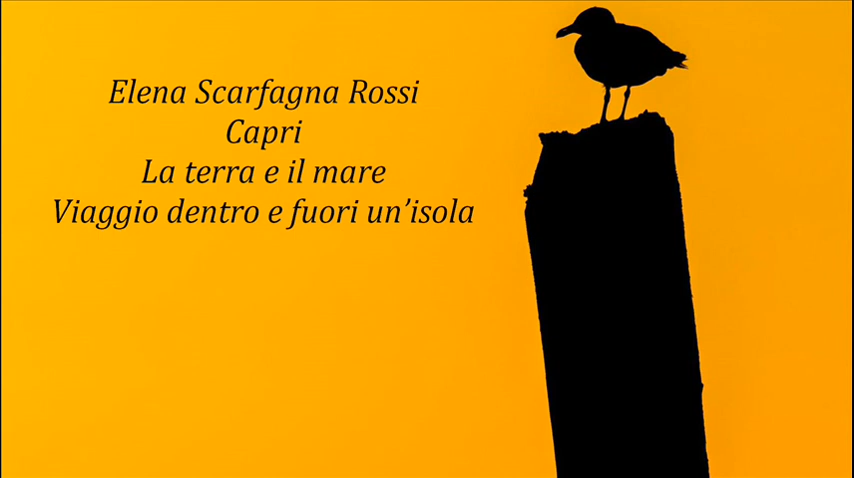 Elena Scarfagna Rossi
Capri
La terra e il mare
Viaggio dentro e fuori un’isola